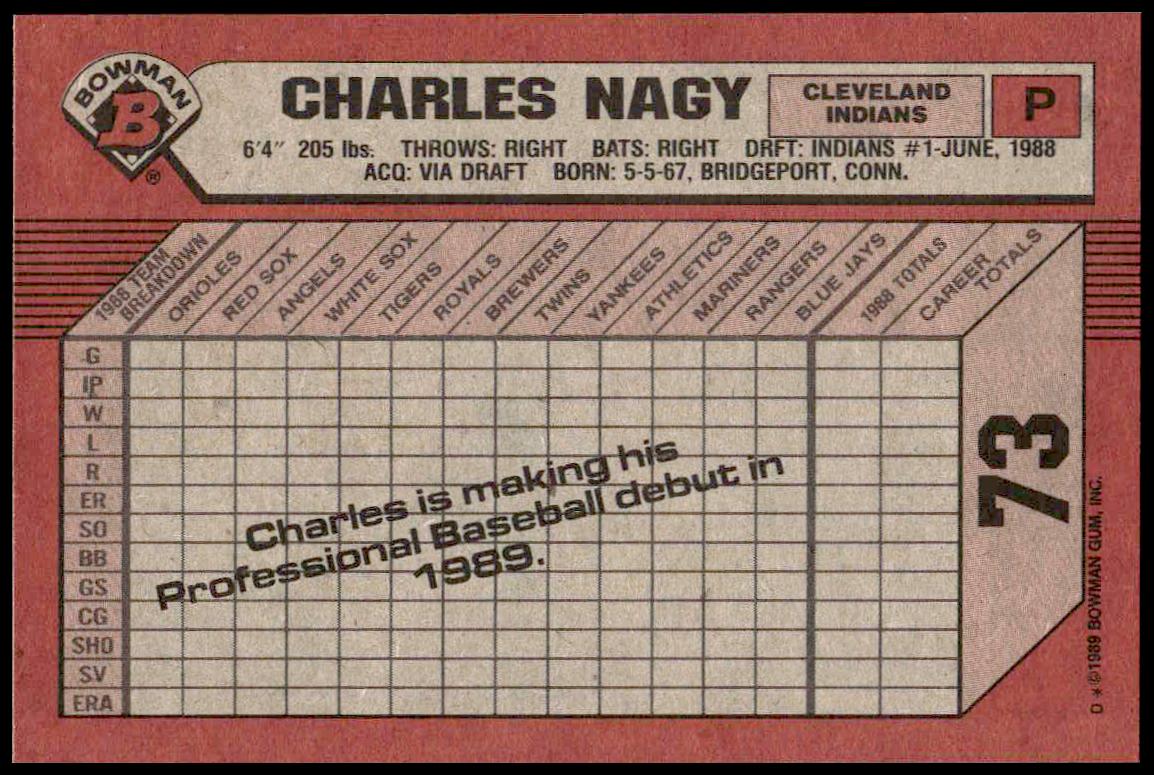 BOWMAN
B
®
CHARLES NAGY
CLEVELAND
INDIANS
P
6'4" 205 lbs. THROWS: RIGHT BATS: RIGHT DRFT: INDIANS #1-JUNE, 1988
ACQ: VIA DRAFT BORN: 5-5-67, BRIDGEPORT, CONN.
1988 TEAM
BREAKDOWN
ORIOLES
RED SOX
ANGELS
WHITE SOX
TIGERS
ROYALS
BREWERS
TWINS
YANKEES
ATHLETICS
MARINERS
RANGERS
BLUE JAYS
1988 TOTALS
CAREER
TOTALS
G
IP
W
L
R
ER
SO
BB
GS
CG
SHO
SV
ERA
Charles is making his
Professional Baseball debut in
1989.
73
D *©1989 BOWMAN GUM, INC.